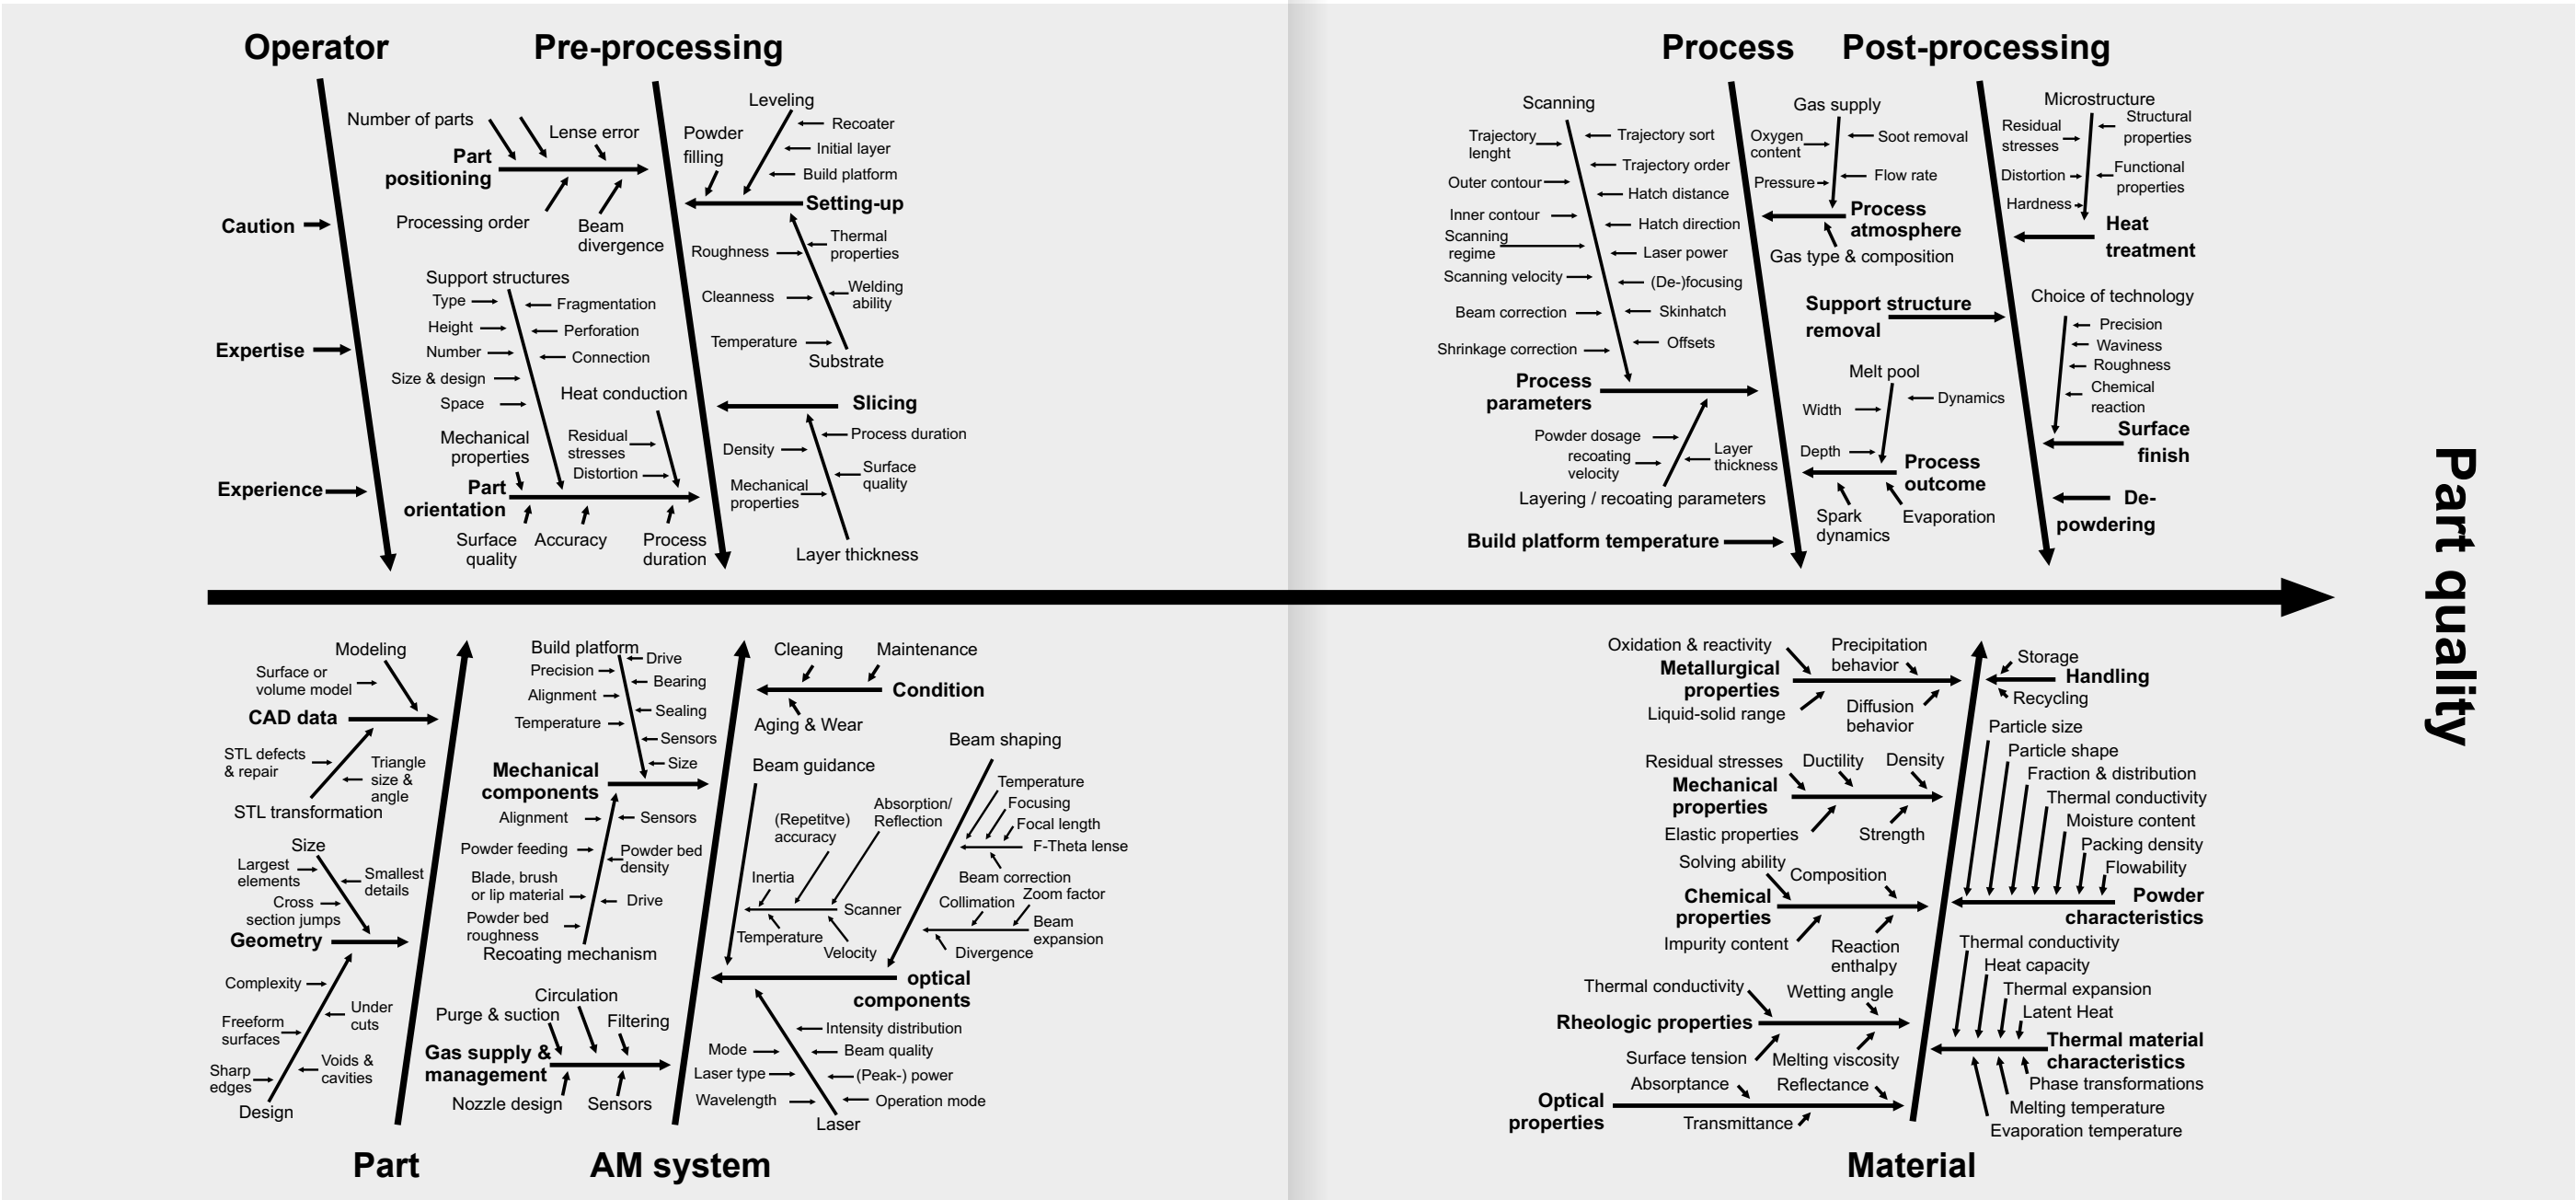 Operator
Pre-processing
Process
Post-processing
Number of parts
Lense error
Part
positioning
Processing order
Beam
divergence
Caution
Expertise
Experience
Support structures
Type
Height
Number
Size & design
Space
Fragmentation
Perforation
Connection
Heat conduction
Residual
stresses
Distortion
Mechanical
properties
Part
orientation
Surface
quality
Accuracy
Process
duration
Leveling
Recoater
Initial layer
Build platform
Powder
filling
Setting-up
Roughness
Cleanness
Temperature
Thermal
properties
Welding
ability
Substrate
Slicing
Density
Mechanical
properties
Process duration
Surface
quality
Layer thickness
Scanning
Trajectory
lenght
Outer contour
Inner contour
Scanning
regime
Scanning velocity
Beam correction
Shrinkage correction
Trajectory sort
Trajectory order
Hatch distance
Hatch direction
Laser power
(De-)focusing
Skinhatch
Offsets
Process
parameters
Powder dosage
recoating
velocity
Layer
thickness
Layering / recoating parameters
Build platform temperature
Gas supply
Oxygen
content
Pressure
Soot removal
Flow rate
Process
atmosphere
Gas type & composition
Support structure
removal
Melt pool
Width
Depth
Dynamics
Process
outcome
Spark
dynamics
Evaporation
Microstructure
Residual
stresses
Distortion
Hardness
Structural
properties
Functional
properties
Heat
treatment
Choice of technology
Precision
Waviness
Roughness
Chemical
reaction
Surface
finish
De-
powdering
Part quality
Modeling
Surface or
volume model
CAD data
STL defects
& repair
Triangle
size &
angle
STL transformation
Size
Largest
elements
Cross
section jumps
Smallest
details
Geometry
Complexity
Freeform
surfaces
Sharp
edges
Under
cuts
Voids &
cavities
Design
Build platform
Precision
Alignment
Temperature
Drive
Bearing
Sealing
Sensors
Size
Mechanical
components
Alignment
Powder feeding
Blade, brush
or lip material
Powder bed
roughness
Sensors
Powder bed
density
Drive
Recoating mechanism
Circulation
Purge & suction
Filtering
Gas supply &
management
Nozzle design
Sensors
Cleaning
Maintenance
Condition
Aging & Wear
Beam guidance
Beam shaping
Absorption/
Reflection
(Repetitve)
accuracy
Inertia
Scanner
Temperature
Velocity
Temperature
Focusing
Focal length
F-Theta lense
Beam correction
Zoom factor
Collimation
Beam
expansion
Divergence
optical
components
Mode
Laser type
Wavelength
Intensity distribution
Beam quality
(Peak-) power
Operation mode
Laser
Oxidation & reactivity
Precipitation
behavior
Metallurgical
properties
Liquid-solid range
Diffusion
behavior
Residual stresses
Ductility
Density
Mechanical
properties
Elastic properties
Strength
Solving ability
Composition
Chemical
properties
Impurity content
Reaction
enthalpy
Thermal conductivity
Wetting angle
Rheologic properties
Surface tension
Melting viscosity
Absorptance
Reflectance
Optical
properties
Transmittance
Storage
Handling
Recycling
Particle size
Particle shape
Fraction & distribution
Thermal conductivity
Moisture content
Packing density
Flowability
Powder
characteristics
Thermal conductivity
Heat capacity
Thermal expansion
Latent Heat
Thermal material
characteristics
Phase transformations
Melting temperature
Evaporation temperature
Part
AM system
Material